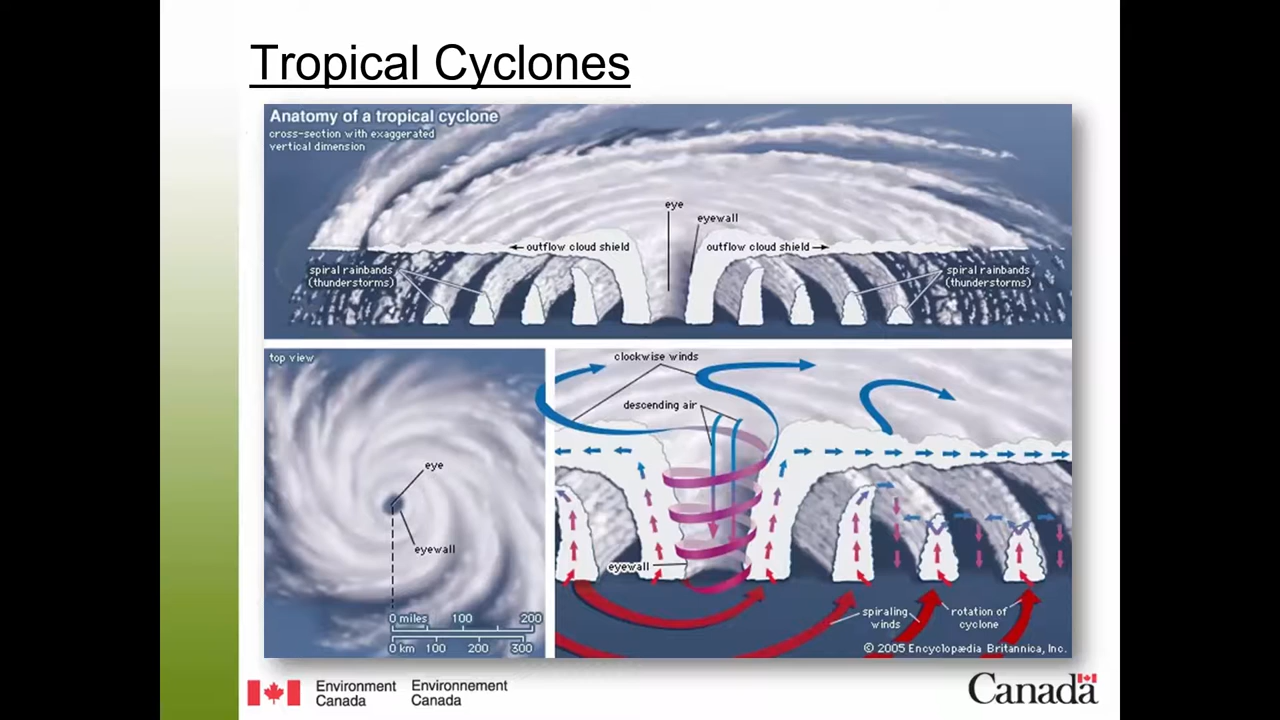 Tropical Cyclones
Anatomy of a tropical cyclone
cross-section with exaggerated
vertical dimension
eye
eyewall
outflow cloud shield
outflow cloud shield
spiral rainbands
(thunderstorms)
spiral rainbands
(thunderstorms)
top view
eye
eyewall
0 miles 100 200
0 km 100 200 300
clockwise winds
descending air
eyewall
spiraling
winds
rotation of
cyclone
© 2005 Encyclopædia Britannica, Inc.
Environment
Canada
Environnement
Canada
Canada